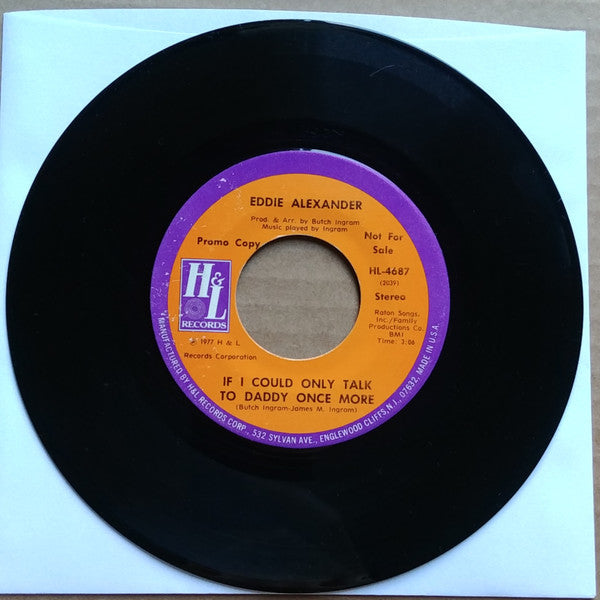 EDDIE ALEXANDER
Prod. & Arr. by Butch Ingram
Music played by Ingram
Promo Copy
Not For
Sale
HL-4687
(2039)
Stereo
H&L
RECORDS
Raton Songs,
Inc./Family
Productions Co.
BMI
Time: 3:06
℗ 1977 H & L
Records Corporation
IF I COULD ONLY TALK
TO DADDY ONCE MORE
(Butch Ingram-James M. Ingrom)
MANUFACTURED BY H&L RECORDS CORP., 532 SYLVAN AVE., ENGLEWOOD CLIFFS, N.J., 07632, MADE IN U.S.A.